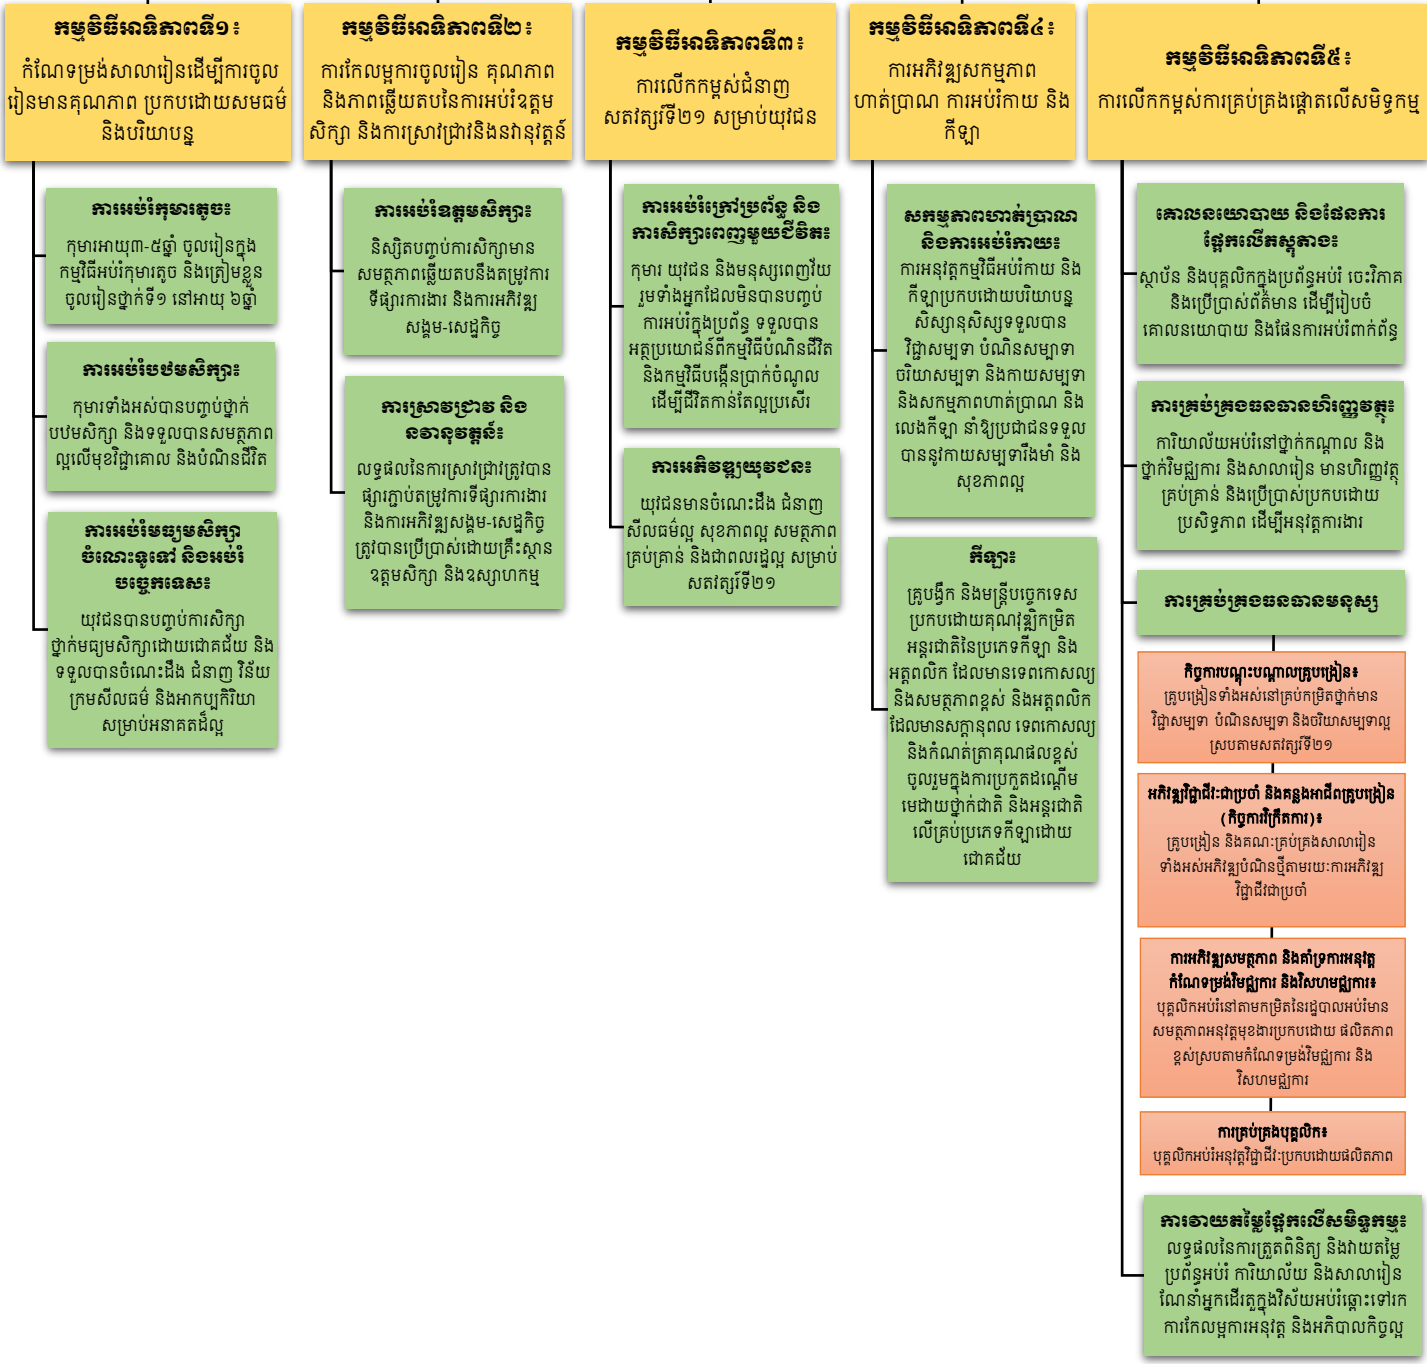 កម្មវិធីអាទិភាពទី១៖
កំណែទម្រង់សាលារៀនដើម្បីការចូល
រៀនមានគុណភាព ប្រកបដោយសមធម៌
និងបរិយាបន្ន
ការអប់រំកុមារតូច៖
កុមារអាយុ៣-៥ឆ្នាំ ចូលរៀនក្នុង
កម្មវិធីអប់រំកុមារតូច និងត្រៀមខ្លួន
ចូលរៀនថ្នាក់ទី១ នៅអាយុ ៦ឆ្នាំ
ការអប់រំបឋមសិក្សា៖
កុមារទាំងអស់បានបញ្ចប់ថ្នាក់
បឋមសិក្សា និងទទួលបានសមត្ថភាព
ល្អលើមុខវិជ្ជាគោល និងបំណិនជីវិត
ការអប់រំមធ្យមសិក្សា
ចំណេះទូទៅ និងអប់រំ
បច្ចេកទេស៖
យុវជនបានបញ្ចប់ការសិក្សា
ថ្នាក់មធ្យមសិក្សាដោយជោគជ័យ និង
ទទួលបានចំណេះដឹង ជំនាញ វិន័យ
ក្រមសីលធម៌ និងអាកប្បកិរិយា
សម្រាប់អនាគតដ៏ល្អ
កម្មវិធីអាទិភាពទី២៖
ការកែលម្អការចូលរៀន គុណភាព
និងភាពឆ្លើយតបនៃការអប់រំឧត្តម
សិក្សា និងការស្រាវជ្រាវនិងនវានុវត្តន៍
ការអប់រំឧត្តមសិក្សា៖
និស្សិតបញ្ចប់ការសិក្សាមាន
សមត្ថភាពឆ្លើយតបនឹងតម្រូវការ
ទីផ្សារការងារ និងការអភិវឌ្ឍ
សង្គម-សេដ្ឋកិច្ច
ការស្រាវជ្រាវ និង
នវានុវត្តន៍៖
លទ្ធផលនៃការស្រាវជ្រាវត្រូវបាន
ផ្សារភ្ជាប់តម្រូវការទីផ្សារការងារ
និងការអភិវឌ្ឍសង្គម-សេដ្ឋកិច្ច
ត្រូវបានប្រើប្រាស់ដោយគ្រឹះស្ថាន
ឧត្តមសិក្សា និងឧស្សាហកម្ម
កម្មវិធីអាទិភាពទី៣៖
ការលើកកម្ពស់ជំនាញ
សតវត្សរ៍ទី២១ សម្រាប់យុវជន
ការអប់រំក្រៅប្រព័ន្ធ និង
ការសិក្សាពេញមួយជីវិត៖
កុមារ យុវជន និងមនុស្សពេញវ័យ
រួមទាំងអ្នកដែលមិនបានបញ្ចប់
ការអប់រំក្នុងប្រព័ន្ធ ទទួលបាន
អត្ថប្រយោជន៍ពីកម្មវិធីបំណិនជីវិត
និងកម្មវិធីបង្កើនប្រាក់ចំណូល
ដើម្បីជីវិតកាន់តែល្អប្រសើរ
ការអភិវឌ្ឍយុវជន៖
យុវជនមានចំណេះដឹង ជំនាញ
សីលធម៌ល្អ សុខភាពល្អ សមត្ថភាព
គ្រប់គ្រាន់ និងជាពលរដ្ឋល្អ សម្រាប់
សតវត្សរ៍ទី២១
កម្មវិធីអាទិភាពទី៤៖
ការអភិវឌ្ឍសកម្មភាព
ហាត់ប្រាណ ការអប់រំកាយ និង
កីឡា
សកម្មភាពហាត់ប្រាណ
និងការអប់រំកាយ៖
ការអនុវត្តកម្មវិធីអប់រំកាយ និង
កីឡាប្រកបដោយបរិយាបន្ន
សិស្សានុសិស្សទទួលបាន
វិជ្ជាសម្បទា បំណិនសម្បទា
ចរិយាសម្បទា និងកាយសម្បទា
និងសកម្មភាពហាត់ប្រាណ និង
លេងកីឡា នាំឱ្យប្រជាជនទទួល
បាននូវកាយសម្បទារឹងមាំ និង
សុខភាពល្អ
កីឡា៖
គ្រូបង្វឹក និងមន្ត្រីបច្ចេកទេស
ប្រកបដោយគុណវុឌ្ឍិកម្រិត
អន្តរជាតិនៃប្រភេទកីឡា និង
អត្តពលិក ដែលមានទេពកោសល្យ
និងសមត្ថភាពខ្ពស់ និងអត្តពលិក
ដែលមានសក្តានុពល ទេពកោសល្យ
និងកំណត់ត្រាគុណផលខ្ពស់
ចូលរួមក្នុងការប្រកួតដណ្តើម
មេដាយថ្នាក់ជាតិ និងអន្តរជាតិ
លើគ្រប់ប្រភេទកីឡាដោយ
ជោគជ័យ
កម្មវិធីអាទិភាពទី៥៖
ការលើកកម្ពស់ការគ្រប់គ្រងផ្តោតលើសមិទ្ធកម្ម
គោលនយោបាយ និងផែនការ
ផ្អែកលើភស្តុតាង៖
ស្ថាប័ន និងបុគ្គលិកក្នុងប្រព័ន្ធអប់រំ ចេះវិភាគ
និងប្រើប្រាស់ព័ត៌មាន ដើម្បីរៀបចំ
គោលនយោបាយ និងផែនការអប់រំពាក់ព័ន្ធ
ការគ្រប់គ្រងធនធានហិរញ្ញវត្ថុ៖
ការិយាល័យអប់រំនៅថ្នាក់កណ្តាល និង
ថ្នាក់វិមជ្ឈការ និងសាលារៀន មានហិរញ្ញវត្ថុ
គ្រប់គ្រាន់ និងប្រើប្រាស់ប្រកបដោយ
ប្រសិទ្ធភាព ដើម្បីអនុវត្តការងារ
ការគ្រប់គ្រងធនធានមនុស្ស
កិច្ចការបណ្តុះបណ្តាលគ្រូបង្រៀន៖
គ្រូបង្រៀនទាំងអស់នៅគ្រប់កម្រិតថ្នាក់មាន
វិជ្ជាសម្បទា បំណិនសម្បទា និងចរិយាសម្បទាល្អ
ស្របតាមសតវត្សរ៍ទី២១
អភិវឌ្ឍវិជ្ជាជីវៈជាប្រចាំ និងគន្លងអាជីពគ្រូបង្រៀន
(កិច្ចការវិក្រឹតការ)៖
គ្រូបង្រៀន និងគណៈគ្រប់គ្រងសាលារៀន
ទាំងអស់អភិវឌ្ឍបំណិនថ្មីតាមរយៈការអភិវឌ្ឍ
វិជ្ជាជីវជាប្រចាំ
ការអភិវឌ្ឍសមត្ថភាព និងគាំទ្រការអនុវត្ត
កំណែទម្រង់វិមជ្ឈការ និងវិសហមជ្ឈការ៖
បុគ្គលិកអប់រំនៅតាមកម្រិតនៃរដ្ឋបាលអប់រំមាន
សមត្ថភាពអនុវត្តមុខងារប្រកបដោយ ផលិតភាព
ខ្ពស់ស្របតាមកំណែទម្រង់វិមជ្ឈការ និង
វិសហមជ្ឈការ
ការគ្រប់គ្រងបុគ្គលិក៖
បុគ្គលិកអប់រំអនុវត្តវិជ្ជាជីវៈប្រកបដោយផលិតភាព
ការវាយតម្លៃផ្អែកលើសមិទ្ធកម្ម៖
លទ្ធផលនៃការត្រួតពិនិត្យ និងវាយតម្លៃ
ប្រព័ន្ធអប់រំ ការិយាល័យ និងសាលារៀន
ណែនាំអ្នកដើរតួក្នុងវិស័យអប់រំឆ្ពោះទៅរក
ការកែលម្អការអនុវត្ត និងអភិបាលកិច្ចល្អ